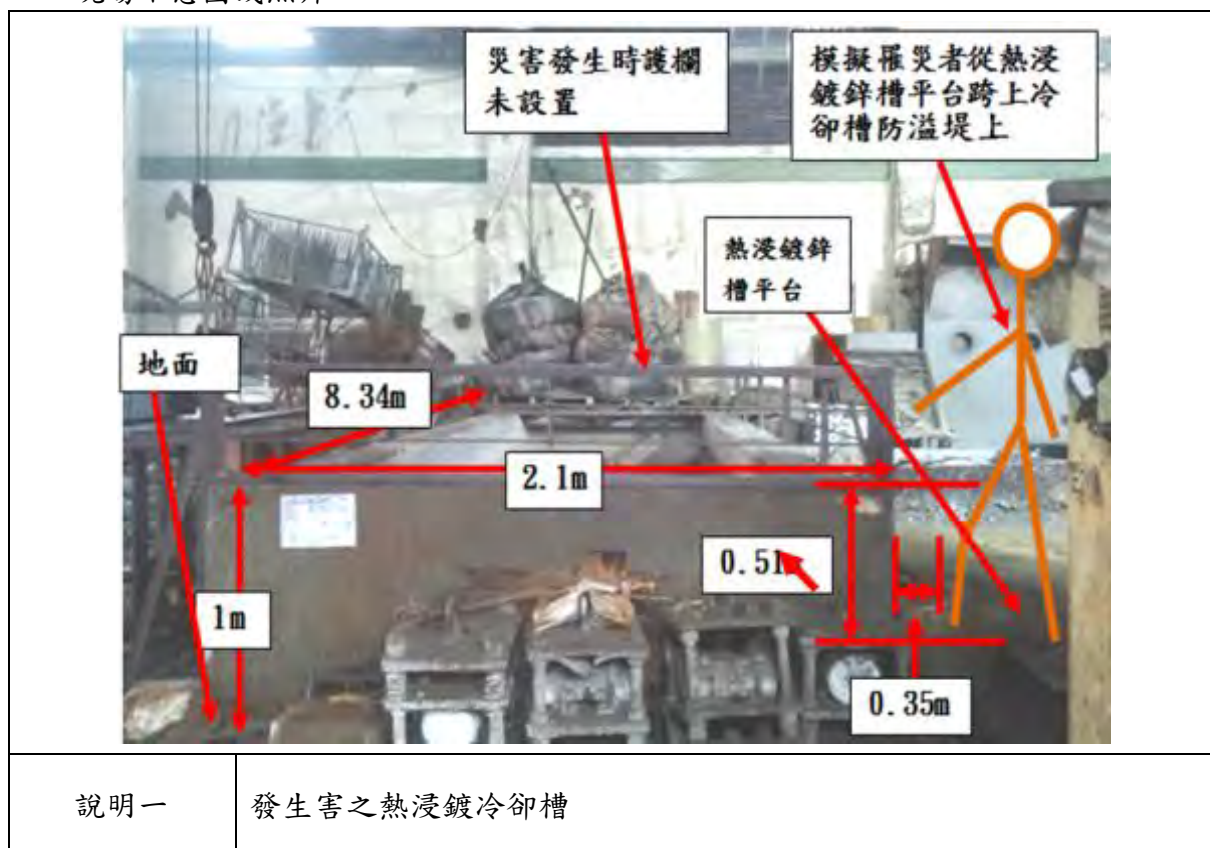 災害發生時護欄
未設置
模擬罹災者從熱浸
鍍鋅槽平台跨上冷
卻槽防溢堤上
熱浸鍍鋅
槽平台
地面
8.34m
2.1m
0.51
1m
0.35m
說明一
發生害之熱浸鍍冷卻槽